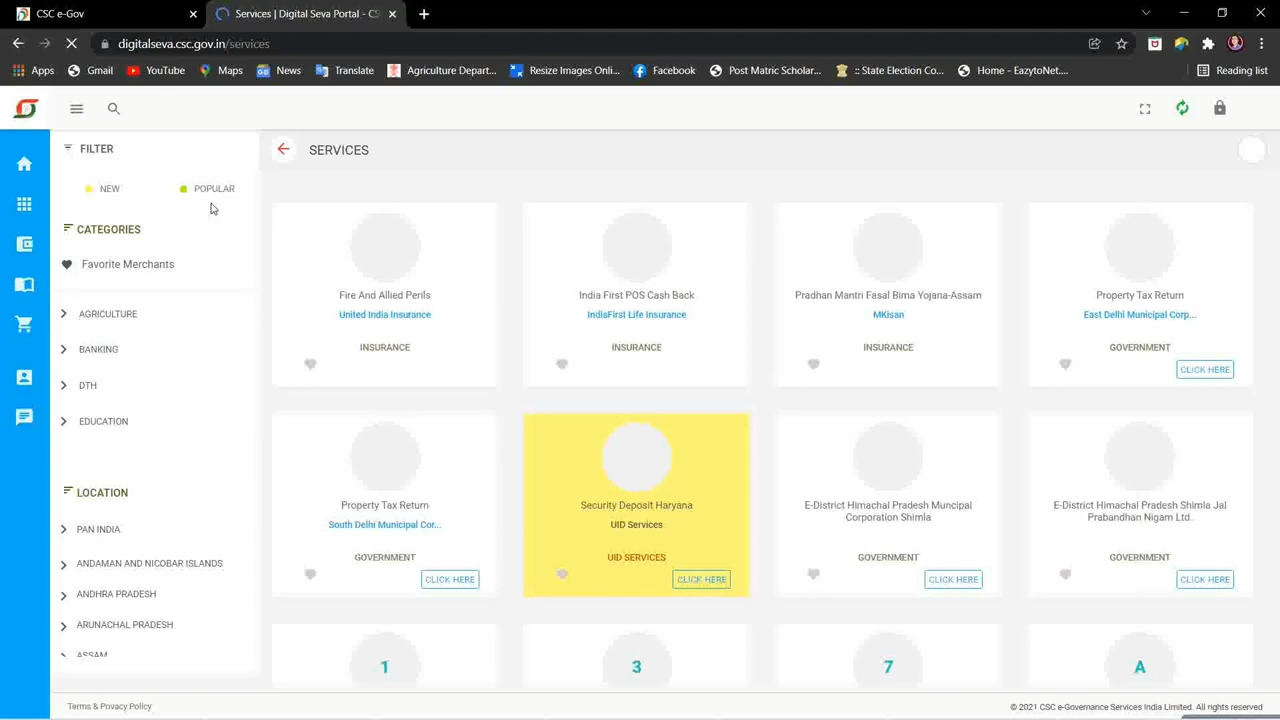 CSC e-Gov
Services | Digital Seva Portal - CS
digitalseva.csc.gov.in/services
Apps
Gmail
YouTube
Maps
News
Translate
Agriculture Depart...
Resize Images Onli...
Facebook
Post Matric Scholar...
:: State Election Co...
Home - EazytoNet....
Reading list
FILTER
NEW
POPULAR
CATEGORIES
Favorite Merchants
AGRICULTURE
BANKING
DTH
EDUCATION
LOCATION
PAN INDIA
ANDAMAN AND NICOBAR ISLANDS
ANDHRA PRADESH
ARUNACHAL PRADESH
ASSAM
SERVICES
Fire And Allied Perils
United India Insurance
INSURANCE
India First POS Cash Back
IndiaFirst Life Insurance
INSURANCE
Pradhan Mantri Fasal Bima Yojana-Assam
MKisan
INSURANCE
Property Tax Return
East Delhi Municipal Corp...
GOVERNMENT
CLICK HERE
Property Tax Return
South Delhi Municipal Cor...
GOVERNMENT
CLICK HERE
Security Deposit Haryana
UID Services
UID SERVICES
CLICK HERE
E-District Himachal Pradesh Muncipal
Corporation Shimla
GOVERNMENT
CLICK HERE
E-District Himachal Pradesh Shimla Jal
Prabandhan Nigam Ltd.
GOVERNMENT
CLICK HERE
1
3
7
A
Terms & Privacy Policy
© 2021 CSC e-Governance Services India Limited. All rights reserved